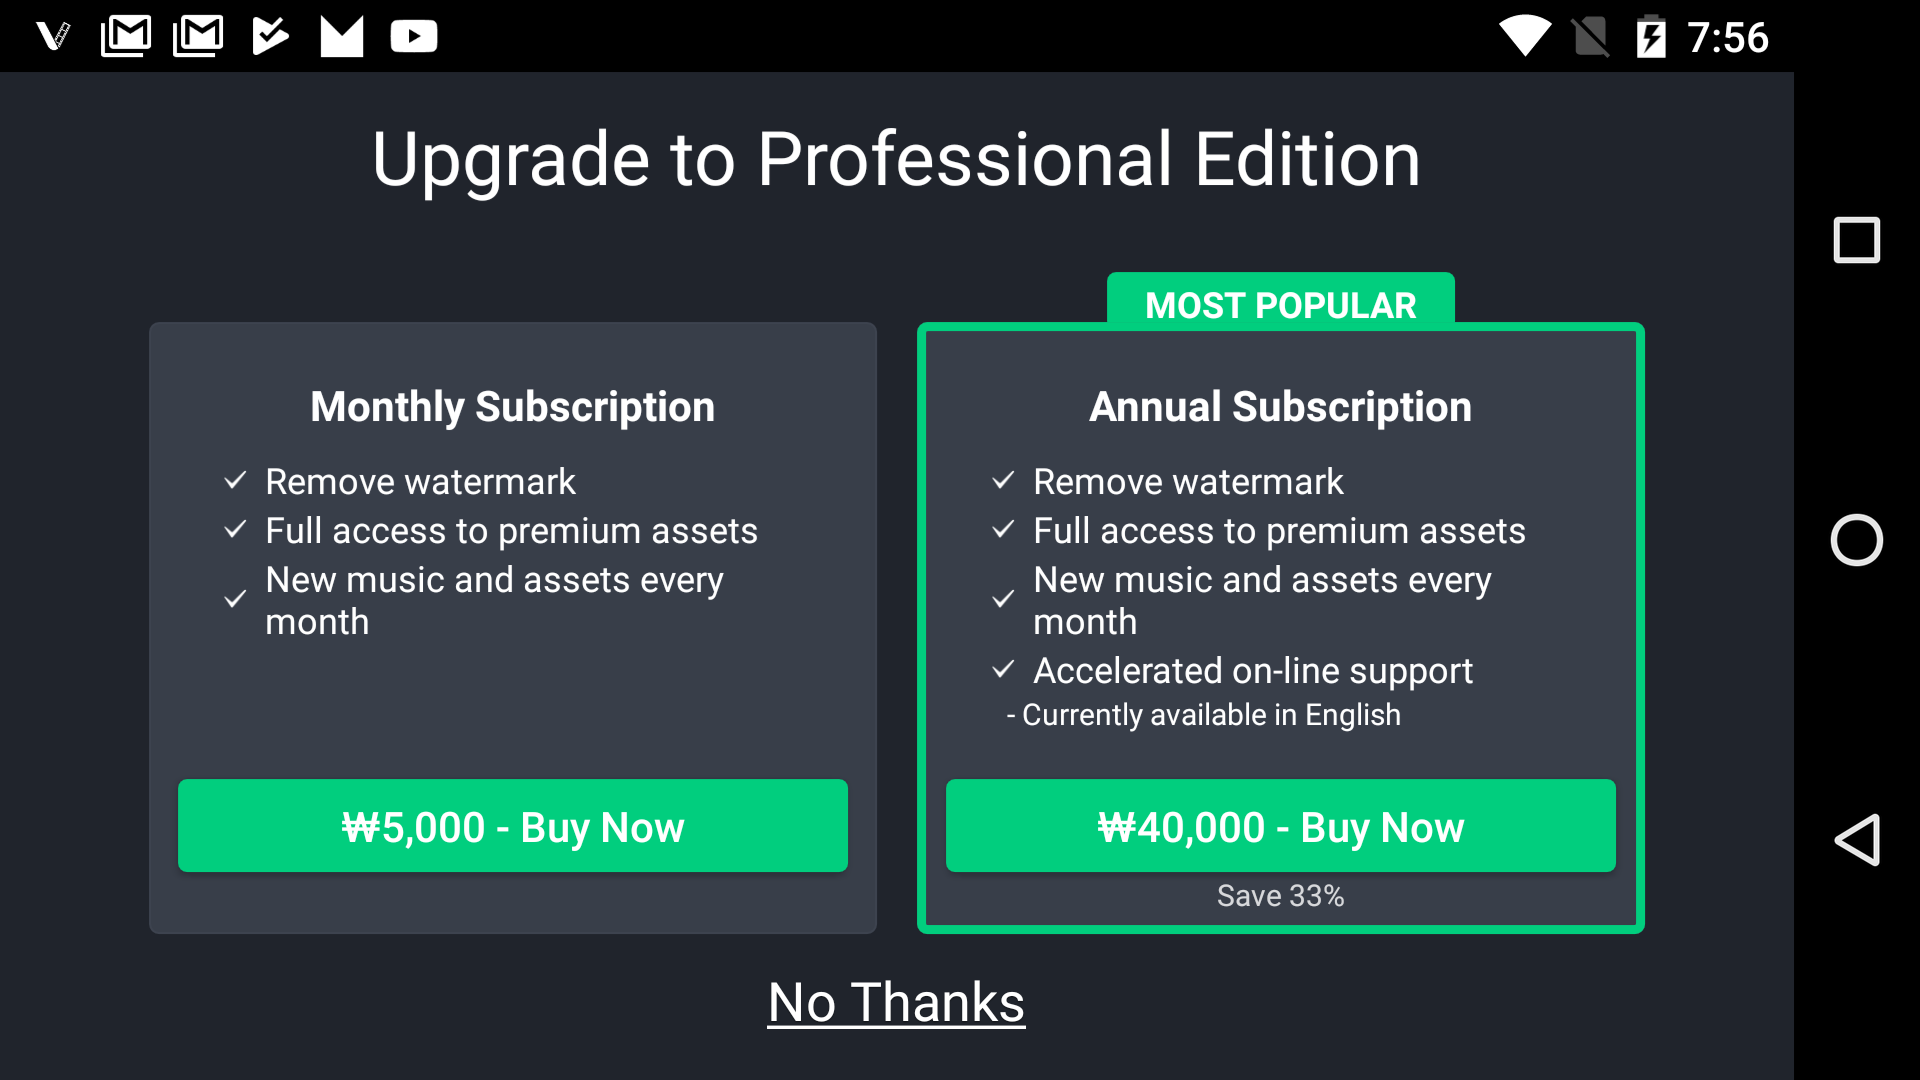 7:56
Upgrade to Professional Edition
Monthly Subscription
Remove watermark
Full access to premium assets
New music and assets every
month
₩5,000 - Buy Now
MOST POPULAR
Annual Subscription
Remove watermark
Full access to premium assets
New music and assets every
month
Accelerated on-line support
- Currently available in English
₩40,000 - Buy Now
Save 33%
No Thanks